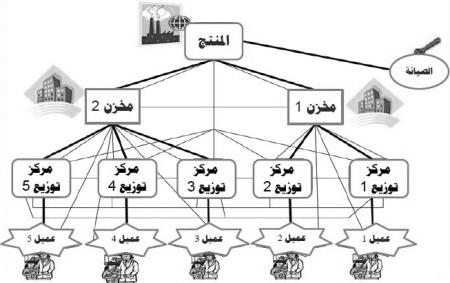 المنتج
الصيانة
مخزن 1
مخزن 2
مركز
توزيع 1
مركز
توزيع 2
مركز
توزيع 3
مركز
توزيع 4
مركز
توزيع 5
عميل 1
عميل 2
عميل 3
عميل 4
عميل 5